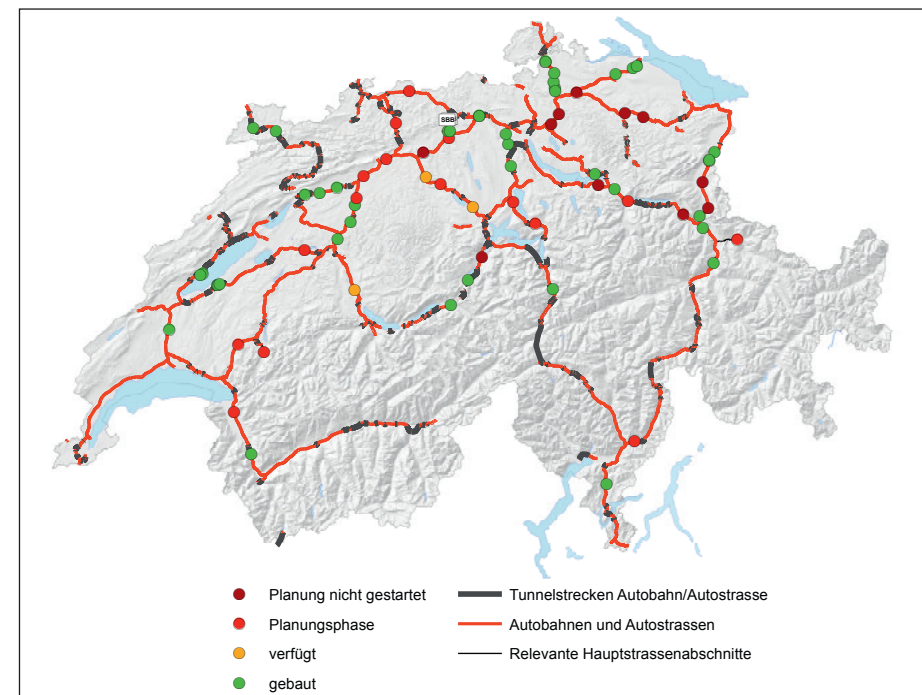 SBB
Planung nicht gestartet
Planungsphase
verfügt
gebaut
Tunnelstrecken Autobahn/Autostrasse
Autobahnen und Autostrassen
Relevante Hauptstrassenabschnitte